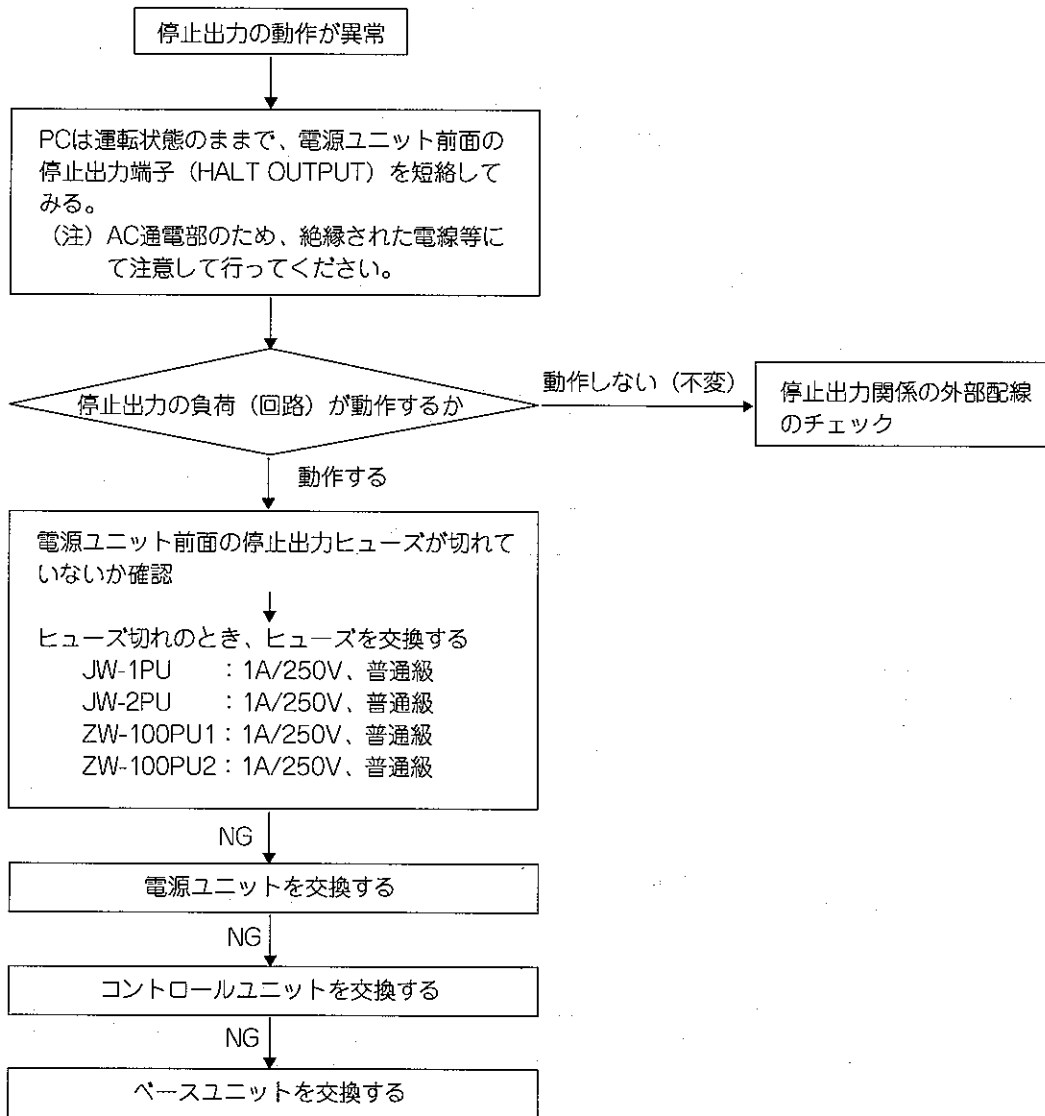 停止出力の動作が異常
PCは運転状態のままで、電源ユニット前面の
停止出力端子（HALT OUTPUT）を短絡して
みる。
（注）AC通電部のため、絶縁された電線等に
て注意して行ってください。
停止出力の負荷（回路）が動作するか
動作しない（不変）
停止出力関係の外部配線
のチェック
動作する
電源ユニット前面の停止出力ヒューズが切れて
いないか確認
ヒューズ切れのとき、ヒューズを交換する
JW-1PU ：1A/250V、普通級
JW-2PU ：1A/250V、普通級
ZW-100PU1：1A/250V、普通級
ZW-100PU2：1A/250V、普通級
NG
電源ユニットを交換する
NG
コントロールユニットを交換する
NG
ベースユニットを交換する